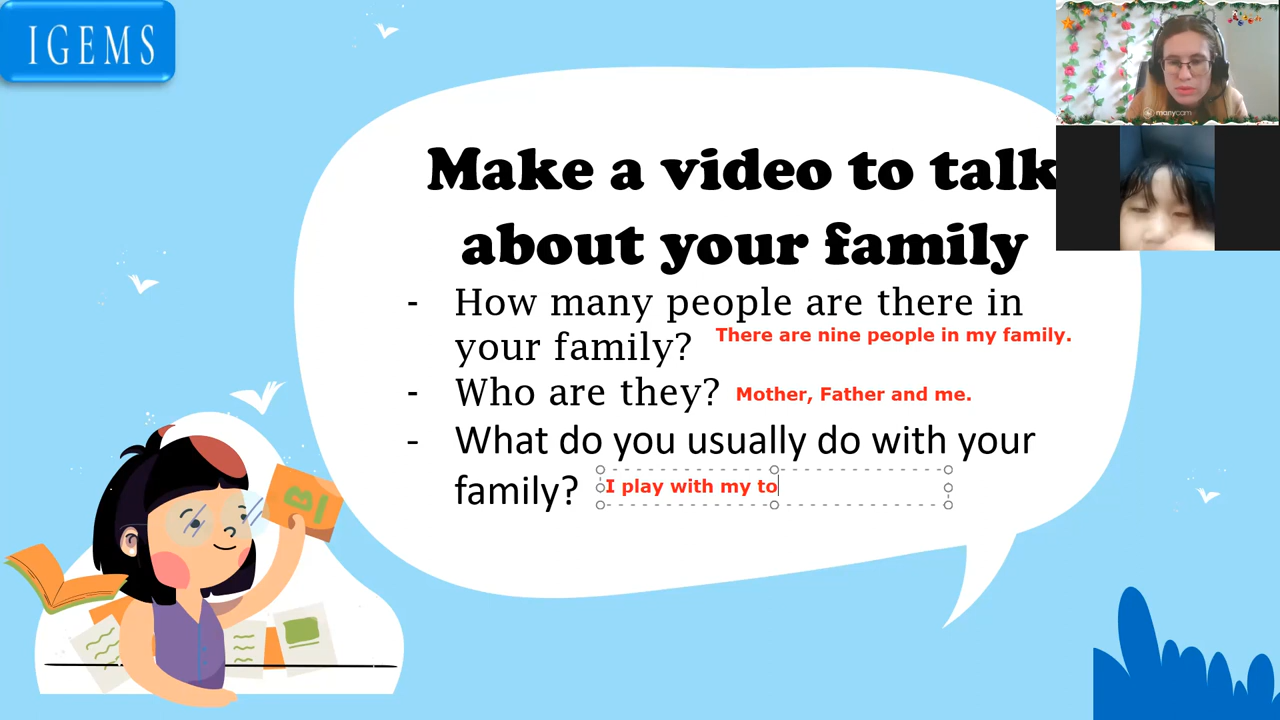 IGEMS
Make a video to talk
about your family
- How many people are there in
your family? There are nine people in my family.
- Who are they? Mother, Father and me.
- What do you usually do with your
family? I play with my to
manycam